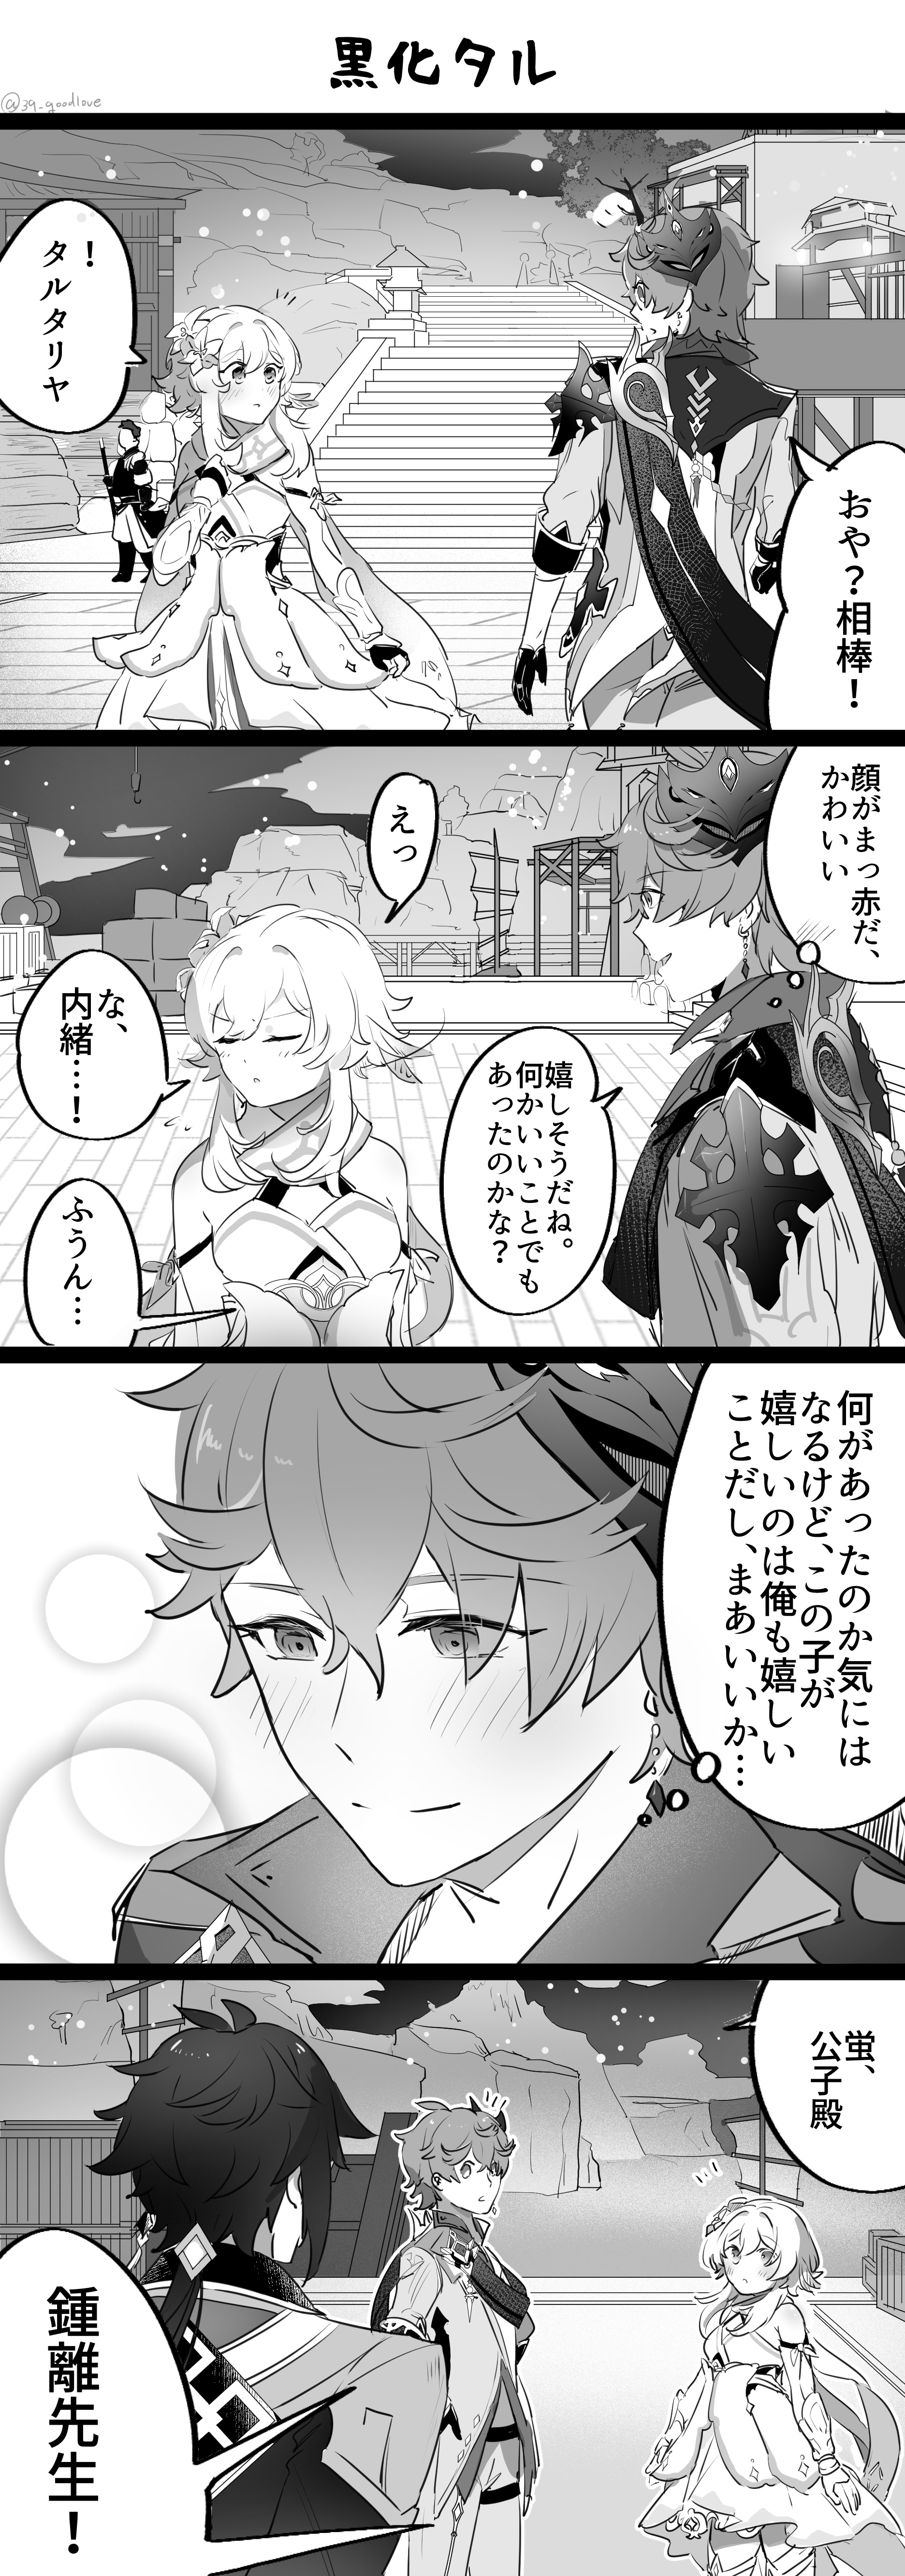 黒化タル
@39_goodlove
！
タルタリヤ
おや？相棒！
顔がまっ赤だ、
かわいい
えっ
嬉しそうだね。
何かいいことでも
あったのかな？
な、
内緒…！
ふうん…
何があったのか気には
なるけど、この子が
嬉しいのは俺も嬉しい
ことだし、まあいいか…
蛍、
公子殿
鍾離先生！